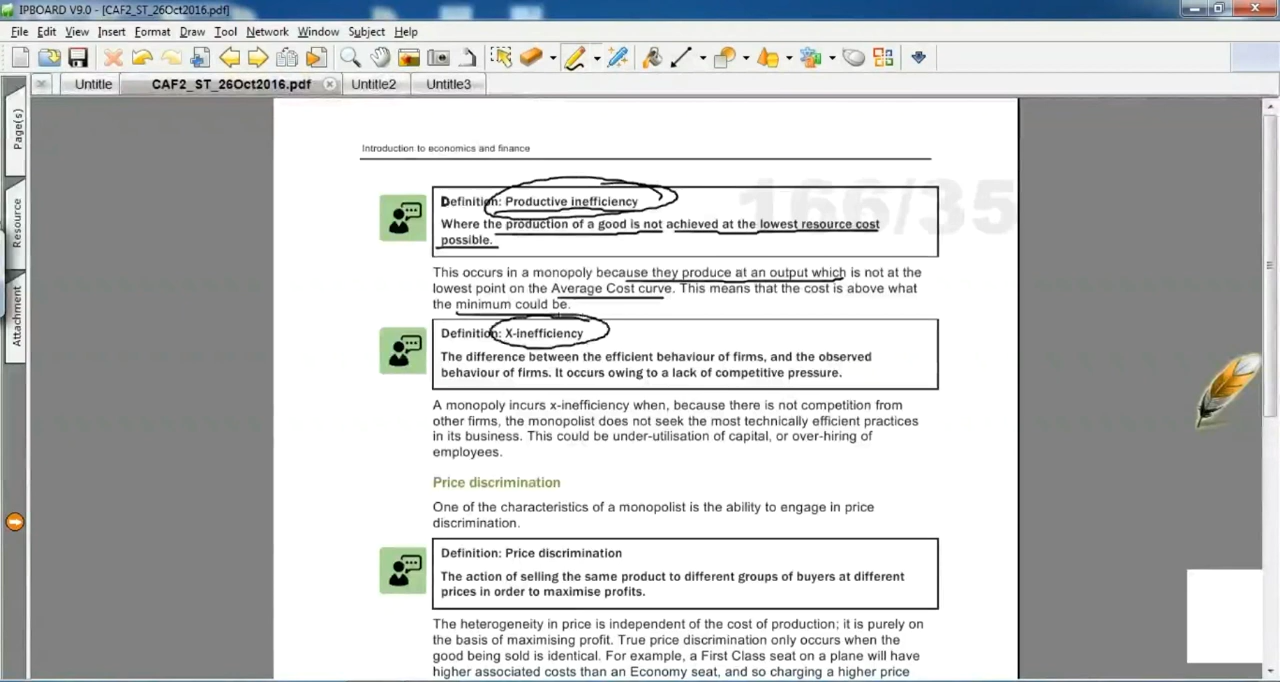 IPBOARD V9.0 - [CAF2_ST_26Oct2016.pdf]
File Edit View Insert Format Draw Tool Network Window Subject Help
Untitle CAF2_ST_26Oct2016.pdf Untitle2 Untitle3
Page(s)
Resource
Attachment
Introduction to economics and finance
166/35
Definition: Productive inefficiency
Where the production of a good is not achieved at the lowest resource cost
possible.
This occurs in a monopoly because they produce at an output which is not at the
lowest point on the Average Cost curve. This means that the cost is above what
the minimum could be.
Definition: X-inefficiency
The difference between the efficient behaviour of firms, and the observed
behaviour of firms. It occurs owing to a lack of competitive pressure.
A monopoly incurs x-inefficiency when, because there is not competition from
other firms, the monopolist does not seek the most technically efficient practices
in its business. This could be under-utilisation of capital, or over-hiring of
employees.
Price discrimination
One of the characteristics of a monopolist is the ability to engage in price
discrimination.
Definition: Price discrimination
The action of selling the same product to different groups of buyers at different
prices in order to maximise profits.
The heterogeneity in price is independent of the cost of production; it is purely on
the basis of maximising profit. True price discrimination only occurs when the
good being sold is identical. For example, a First Class seat on a plane will have
higher associated costs than an Economy seat, and so charging a higher price